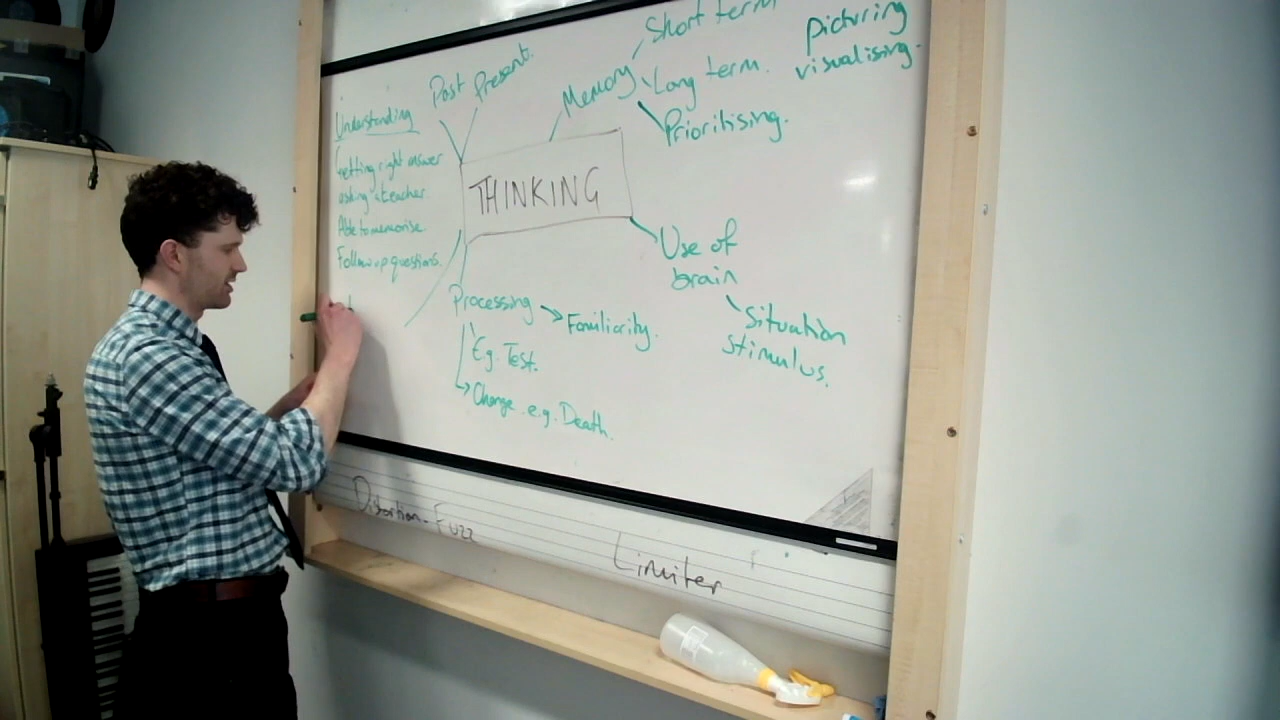 Short term
Picturing
visualising.
Past Present.
Memory
Long term.
Prioritising.
Understanding
Getting right answer
asking a teacher
Able to memorise.
Follow up questions.
THINKING
Use of
brain
Situation
stimulus.
Processing
Familiarity.
E.g. Test.
Change e.g. Death.
Distortion - Fuzz
Limiter